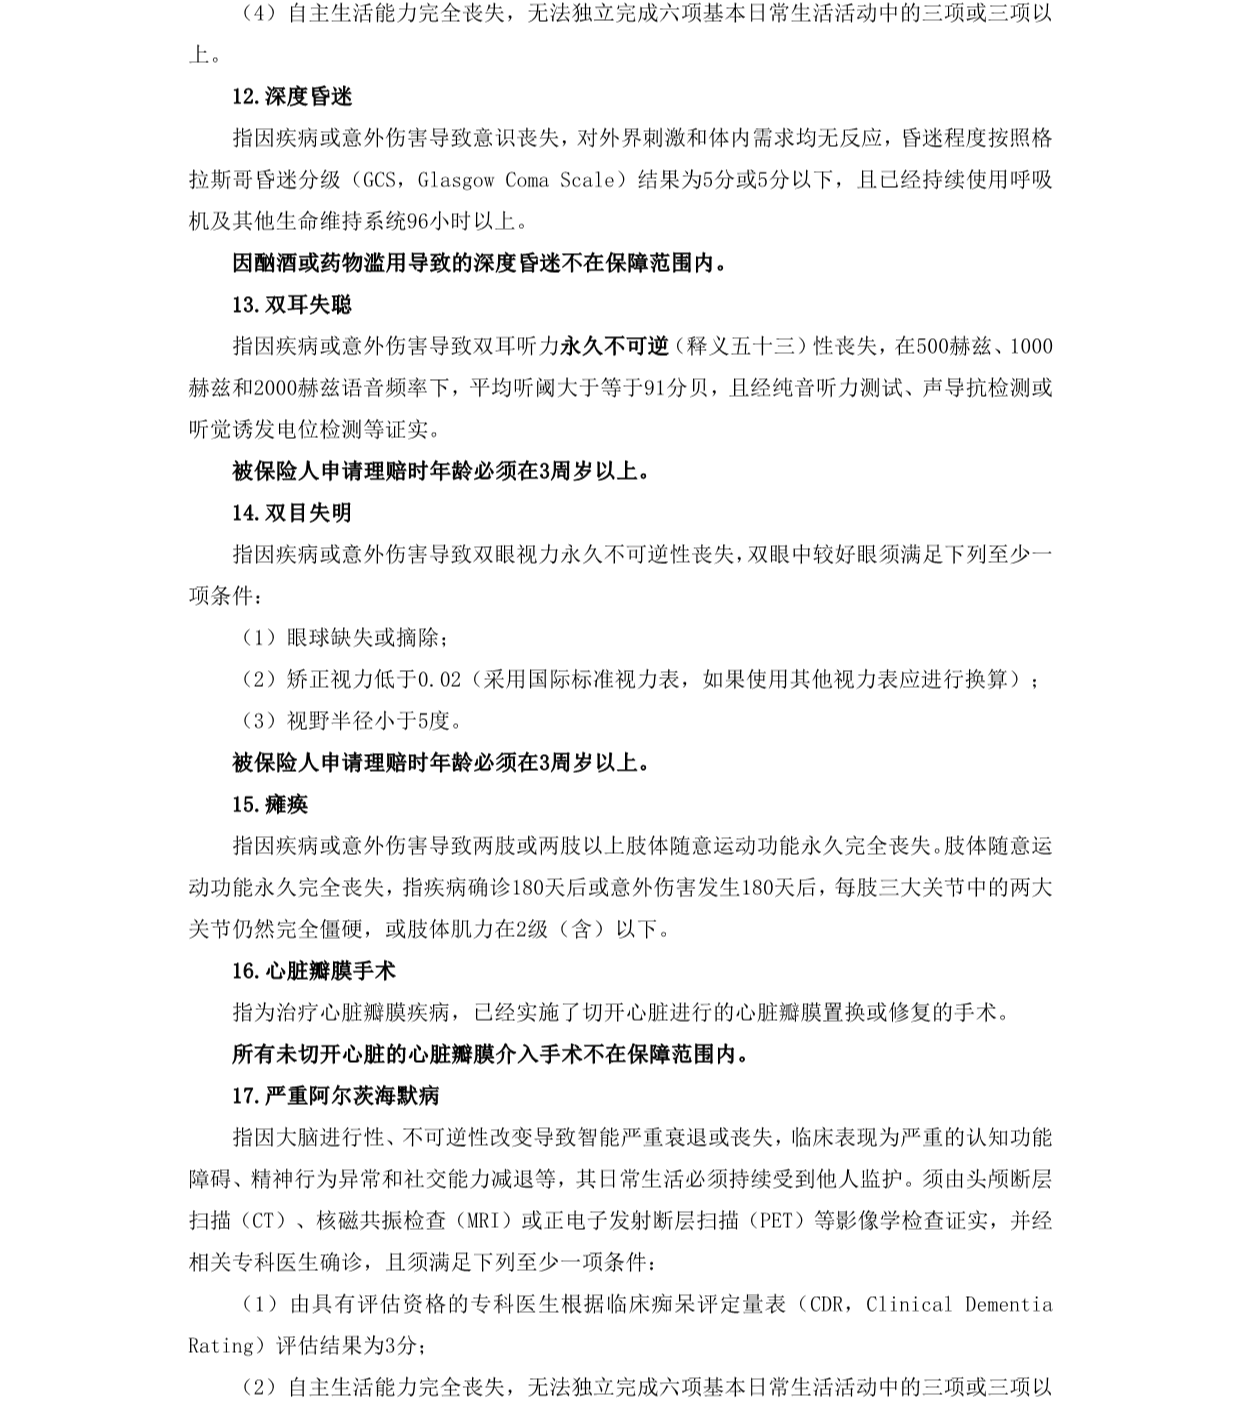 （4）自主生活能力完全丧失，无法独立完成六项基本日常生活活动中的三项或三项以
上。
12.深度昏迷
指因疾病或意外伤害导致意识丧失，对外界刺激和体内需求均无反应，昏迷程度按照格
拉斯哥昏迷分级（GCS，Glasgow Coma Scale）结果为5分或5分以下，且已经持续使用呼吸
机及其他生命维持系统96小时以上。
因酗酒或药物滥用导致的深度昏迷不在保障范围内。
13.双耳失聪
指因疾病或意外伤害导致双耳听力永久不可逆（释义五十三）性丧失，在500赫兹、1000
赫兹和2000赫兹语音频率下，平均听阈大于等于91分贝，且经纯音听力测试、声导抗检测或
听觉诱发电位检测等证实。
被保险人申请理赔时年龄必须在3周岁以上。
14.双目失明
指因疾病或意外伤害导致双眼视力永久不可逆性丧失，双眼中较好眼须满足下列至少一
项条件：
（1）眼球缺失或摘除；
（2）矫正视力低于0.02（采用国际标准视力表，如果使用其他视力表应进行换算）；
（3）视野半径小于5度。
被保险人申请理赔时年龄必须在3周岁以上。
15.瘫痪
指因疾病或意外伤害导致两肢或两肢以上肢体随意运动功能永久完全丧失。肢体随意运
动功能永久完全丧失，指疾病确诊180天后或意外伤害发生180天后，每肢三大关节中的两大
关节仍然完全僵硬，或肢体肌力在2级（含）以下。
16.心脏瓣膜手术
指为治疗心脏瓣膜疾病，已经实施了切开心脏进行的心脏瓣膜置换或修复的手术。
所有未切开心脏的心脏瓣膜介入手术不在保障范围内。
17.严重阿尔茨海默病
指因大脑进行性、不可逆性改变导致智能严重衰退或丧失，临床表现为严重的认知功能
障碍、精神行为异常和社交能力减退等，其日常生活必须持续受到他人监护。须由头颅断层
扫描（CT）、核磁共振检查（MRI）或正电子发射断层扫描（PET）等影像学检查证实，并经
相关专科医生确诊，且须满足下列至少一项条件：
（1）由具有评估资格的专科医生根据临床痴呆评定量表（CDR，Clinical Dementia
Rating）评估结果为3分；
（2）自主生活能力完全丧失，无法独立完成六项基本日常生活活动中的三项或三项以